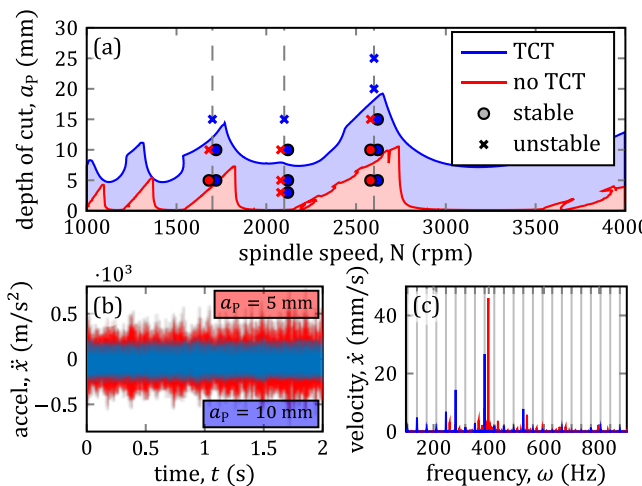 30
25
20
15
10
5
0
depth of cut, aₚ (mm)
(a)
TCT
no TCT
stable
unstable
1000 1500 2000 2500 3000 3500 4000
spindle speed, N (rpm)
·10³
(b)
aₚ = 5 mm
aₚ = 10 mm
0.5
0
−0.5
accel., ẍ (m/s²)
0 0.5 1 1.5 2
time, t (s)
(c)
40
20
0
velocity, ẋ (mm/s)
200 400 600 800
frequency, ω (Hz)